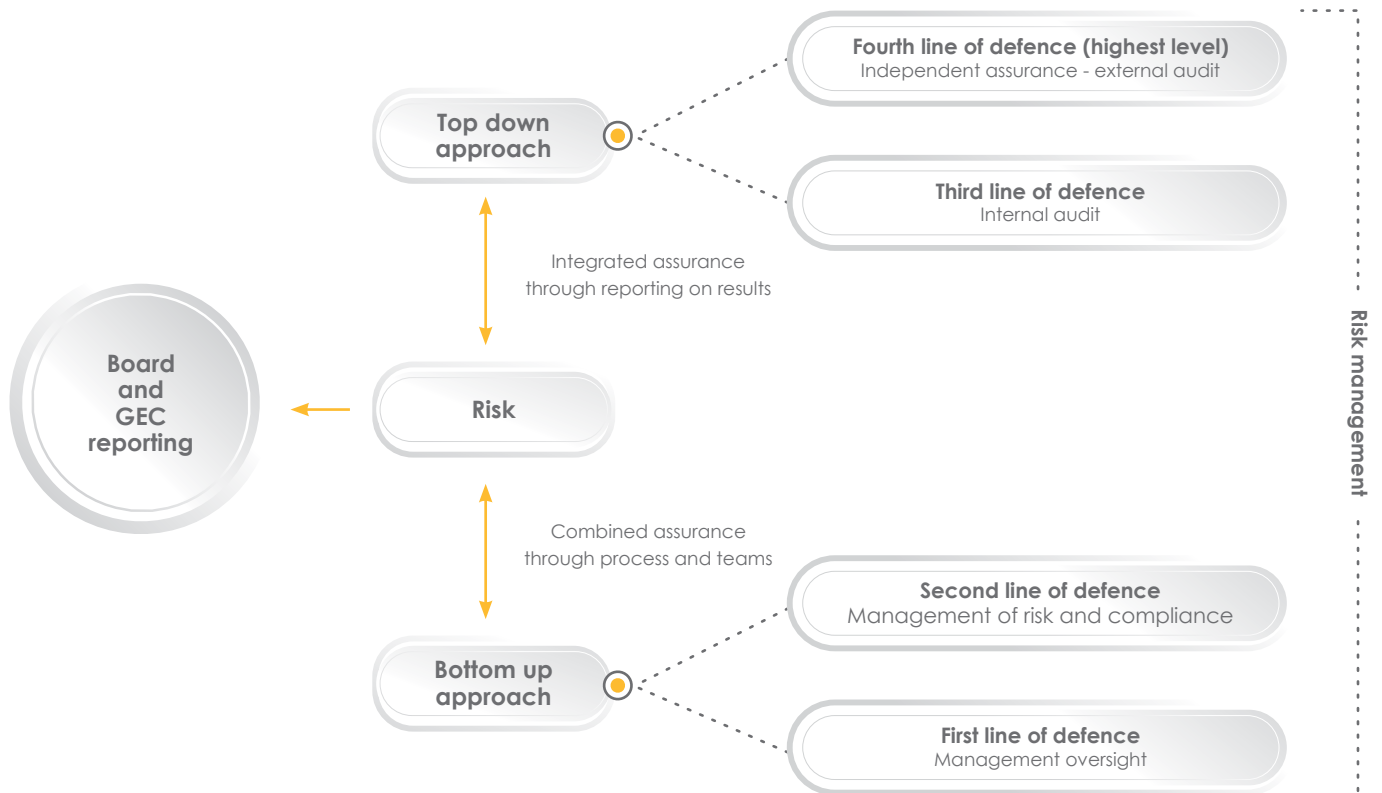 Fourth line of defence (highest level)
Independent assurance - external audit
Top down
approach
Third line of defence
Internal audit
Integrated assurance
through reporting on results
Board
and
GEC
reporting
Risk
Risk management
Combined assurance
through process and teams
Second line of defence
Management of risk and compliance
Bottom up
approach
First line of defence
Management oversight